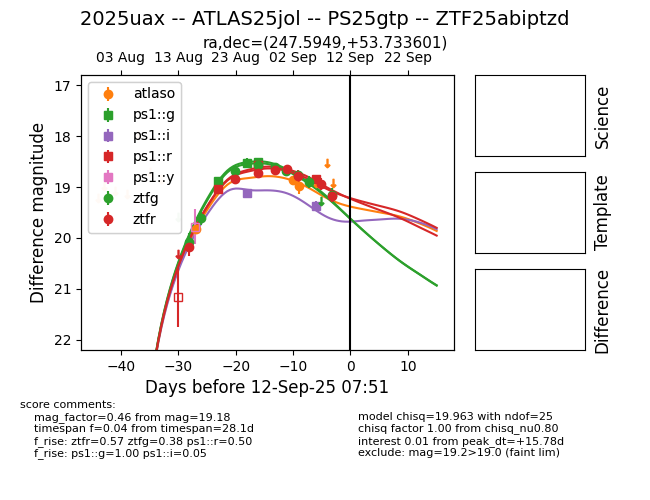 2025uax -- ATLAS25jol -- PS25gtp -- ZTF25abiptzd
ra,dec=(247.5949,+53.733601)
03 Aug 13 Aug 23 Aug 02 Sep 12 Sep 22 Sep
17
18
19
20
21
22
Difference magnitude
atlaso
ps1::g
ps1::i
ps1::r
ps1::y
ztfg
ztfr
−40 −30 −20 −10 0 10
Days before 12-Sep-25 07:51
Science
Template
Difference
score comments:
mag_factor=0.46 from mag=19.18
timespan f=0.04 from timespan=28.1d
f_rise: ztfr=0.57 ztfg=0.38 ps1::r=0.50
f_rise: ps1::g=1.00 ps1::i=0.05
model chisq=19.963 with ndof=25
chisq factor 1.00 from chisq_nu0.80
interest 0.01 from peak_dt=+15.78d
exclude: mag=19.2>19.0 (faint lim)